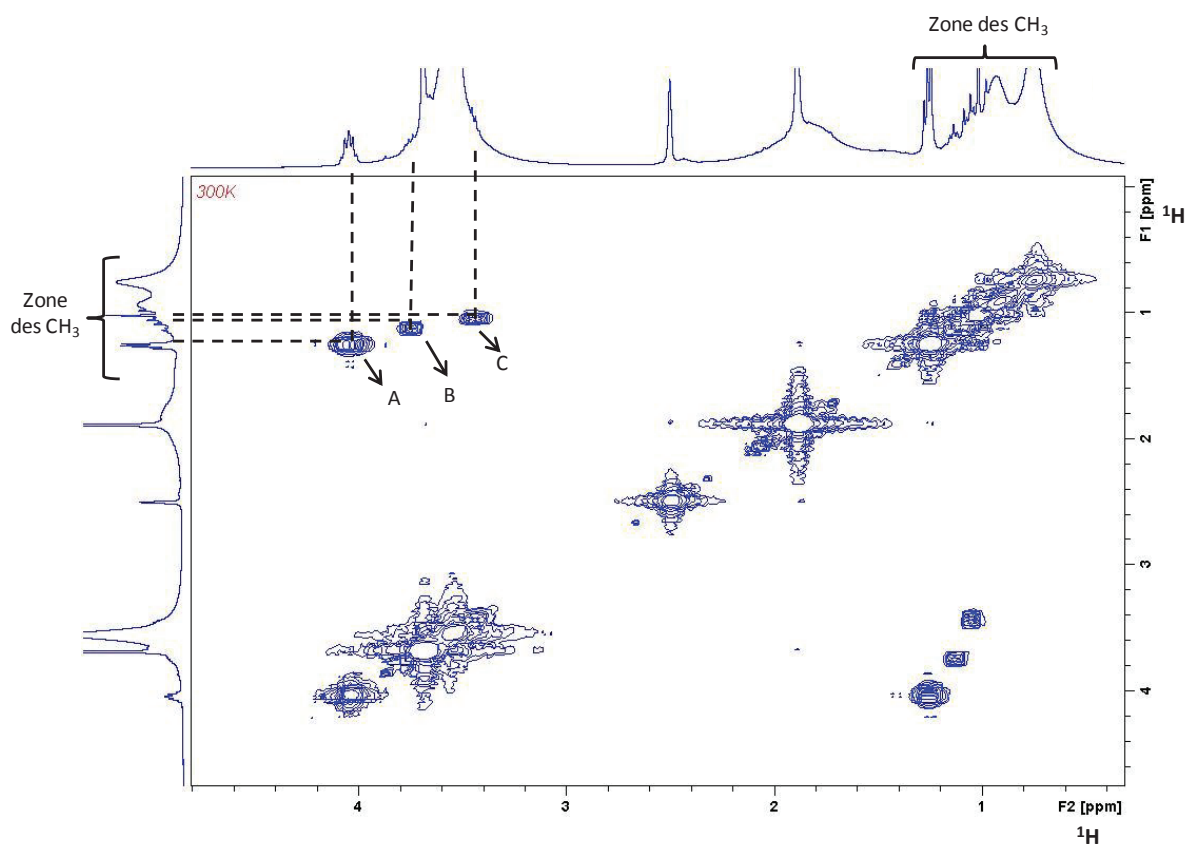 Zone des CH₃
300K
F1 [ppm]
¹H
Zone
des CH₃
A
B
C
1
2
3
4
4
3
2
1
F2 [ppm]
¹H